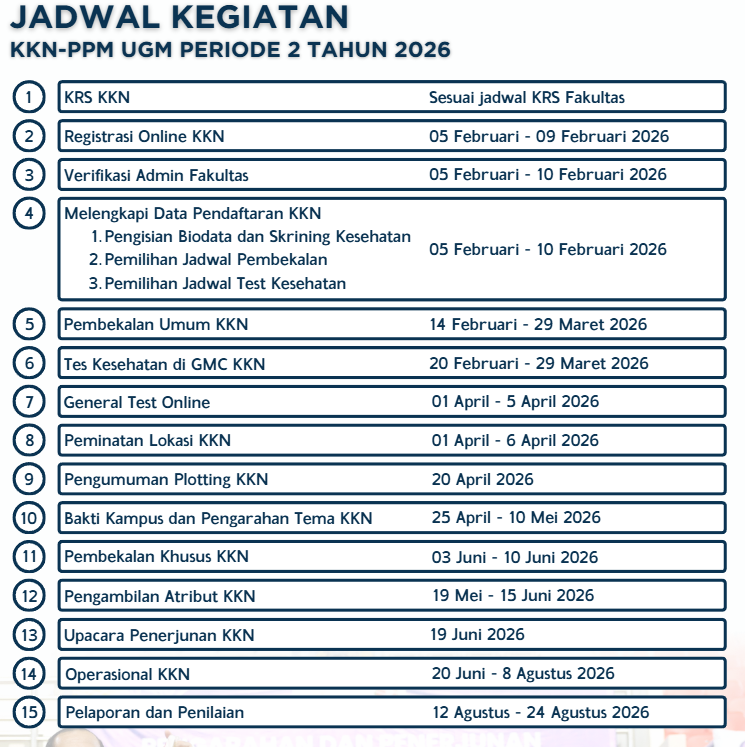 JADWAL KEGIATAN
KKN-PPM UGM PERIODE 2 TAHUN 2026
1 KRS KKN Sesuai jadwal KRS Fakultas
2 Registrasi Online KKN 05 Februari - 09 Februari 2026
3 Verifikasi Admin Fakultas 05 Februari - 10 Februari 2026
4 Melengkapi Data Pendaftaran KKN
1. Pengisian Biodata dan Skrining Kesehatan
05 Februari - 10 Februari 2026
2. Pemilihan Jadwal Pembekalan
3. Pemilihan Jadwal Test Kesehatan
5 Pembekalan Umum KKN 14 Februari - 29 Maret 2026
6 Tes Kesehatan di GMC KKN 20 Februari - 29 Maret 2026
7 General Test Online 01 April - 5 April 2026
8 Peminatan Lokasi KKN 01 April - 6 April 2026
9 Pengumuman Plotting KKN 20 April 2026
10 Bakti Kampus dan Pengarahan Tema KKN 25 April - 10 Mei 2026
11 Pembekalan Khusus KKN 03 Juni - 10 Juni 2026
12 Pengambilan Atribut KKN 19 Mei - 15 Juni 2026
13 Upacara Penerjunan KKN 19 Juni 2026
14 Operasional KKN 20 Juni - 8 Agustus 2026
15 Pelaporan dan Penilaian 12 Agustus - 24 Agustus 2026
DAN PENERJUNAN